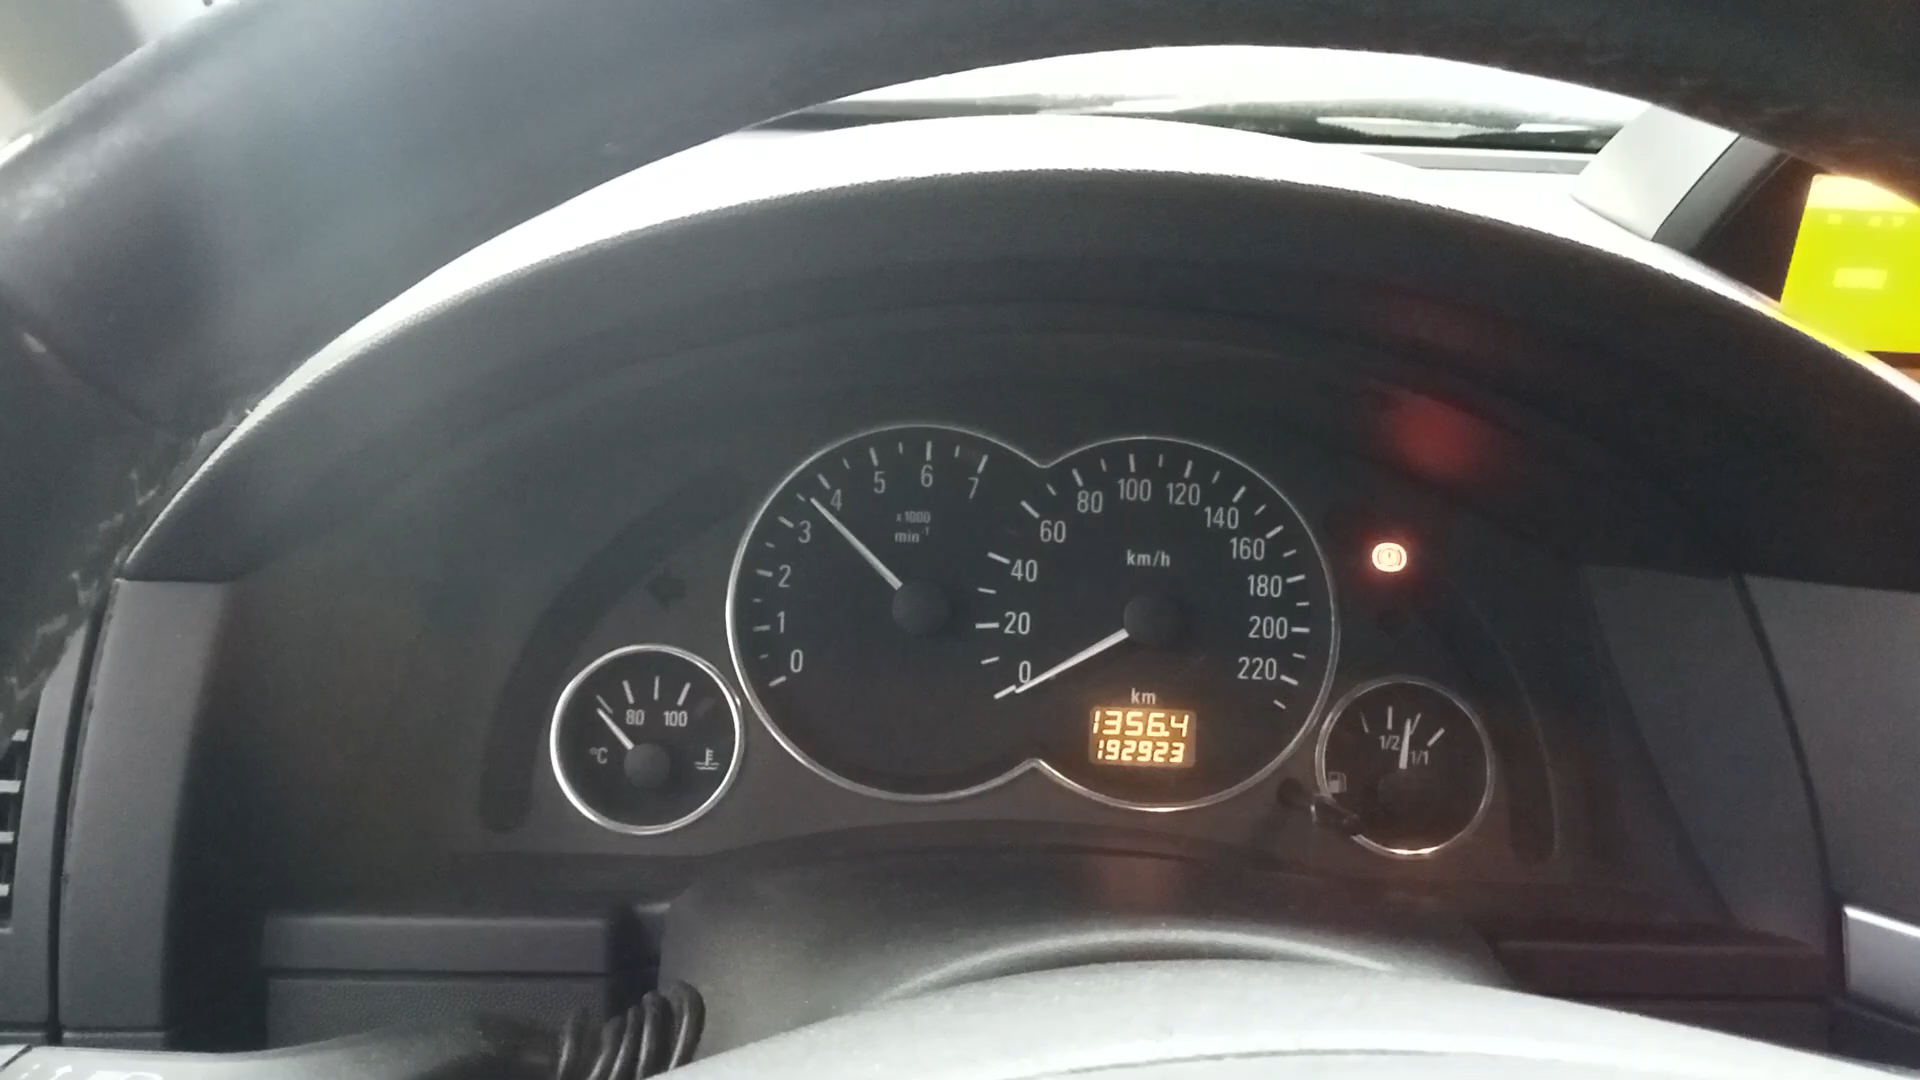 0 1 2 3 4 5 6 7
x1000
min⁻¹
0 20 40 60 80 100 120 140 160 180 200 220
km/h
km
1356.4
192923
°C 80 100
1/2 1/1